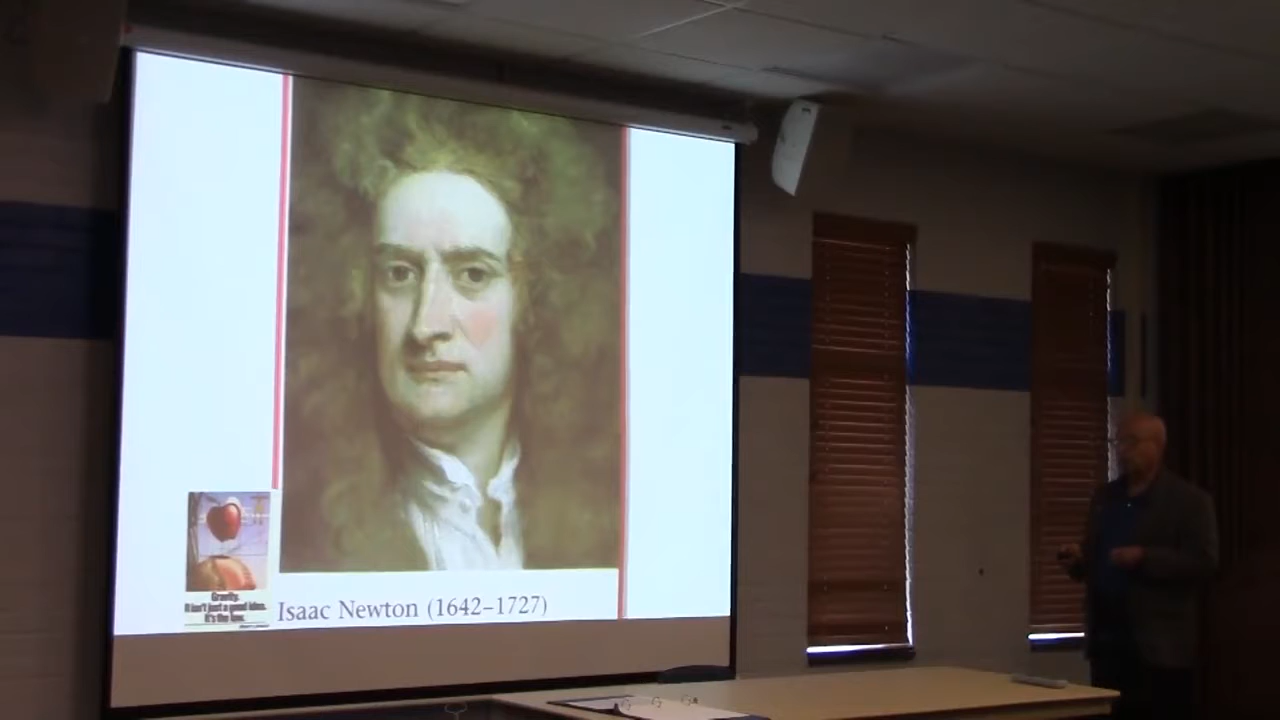 Gravity.
It isn't just a good idea.
It's the law.
Isaac Newton (1642–1727)